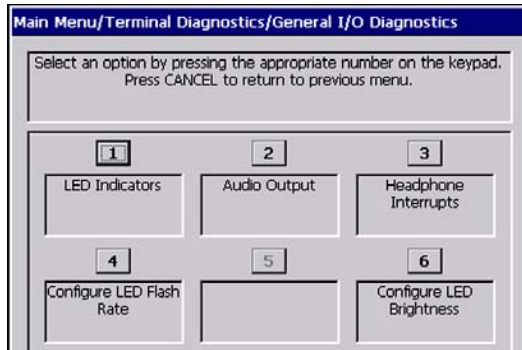 Main Menu/Terminal Diagnostics/General I/O Diagnostics
Select an option by pressing the appropriate number on the keypad.
Press CANCEL to return to previous menu.
1
2
3
LED Indicators
Audio Output
Headphone
Interrupts
4
5
6
Configure LED Flash
Rate
Configure LED
Brightness